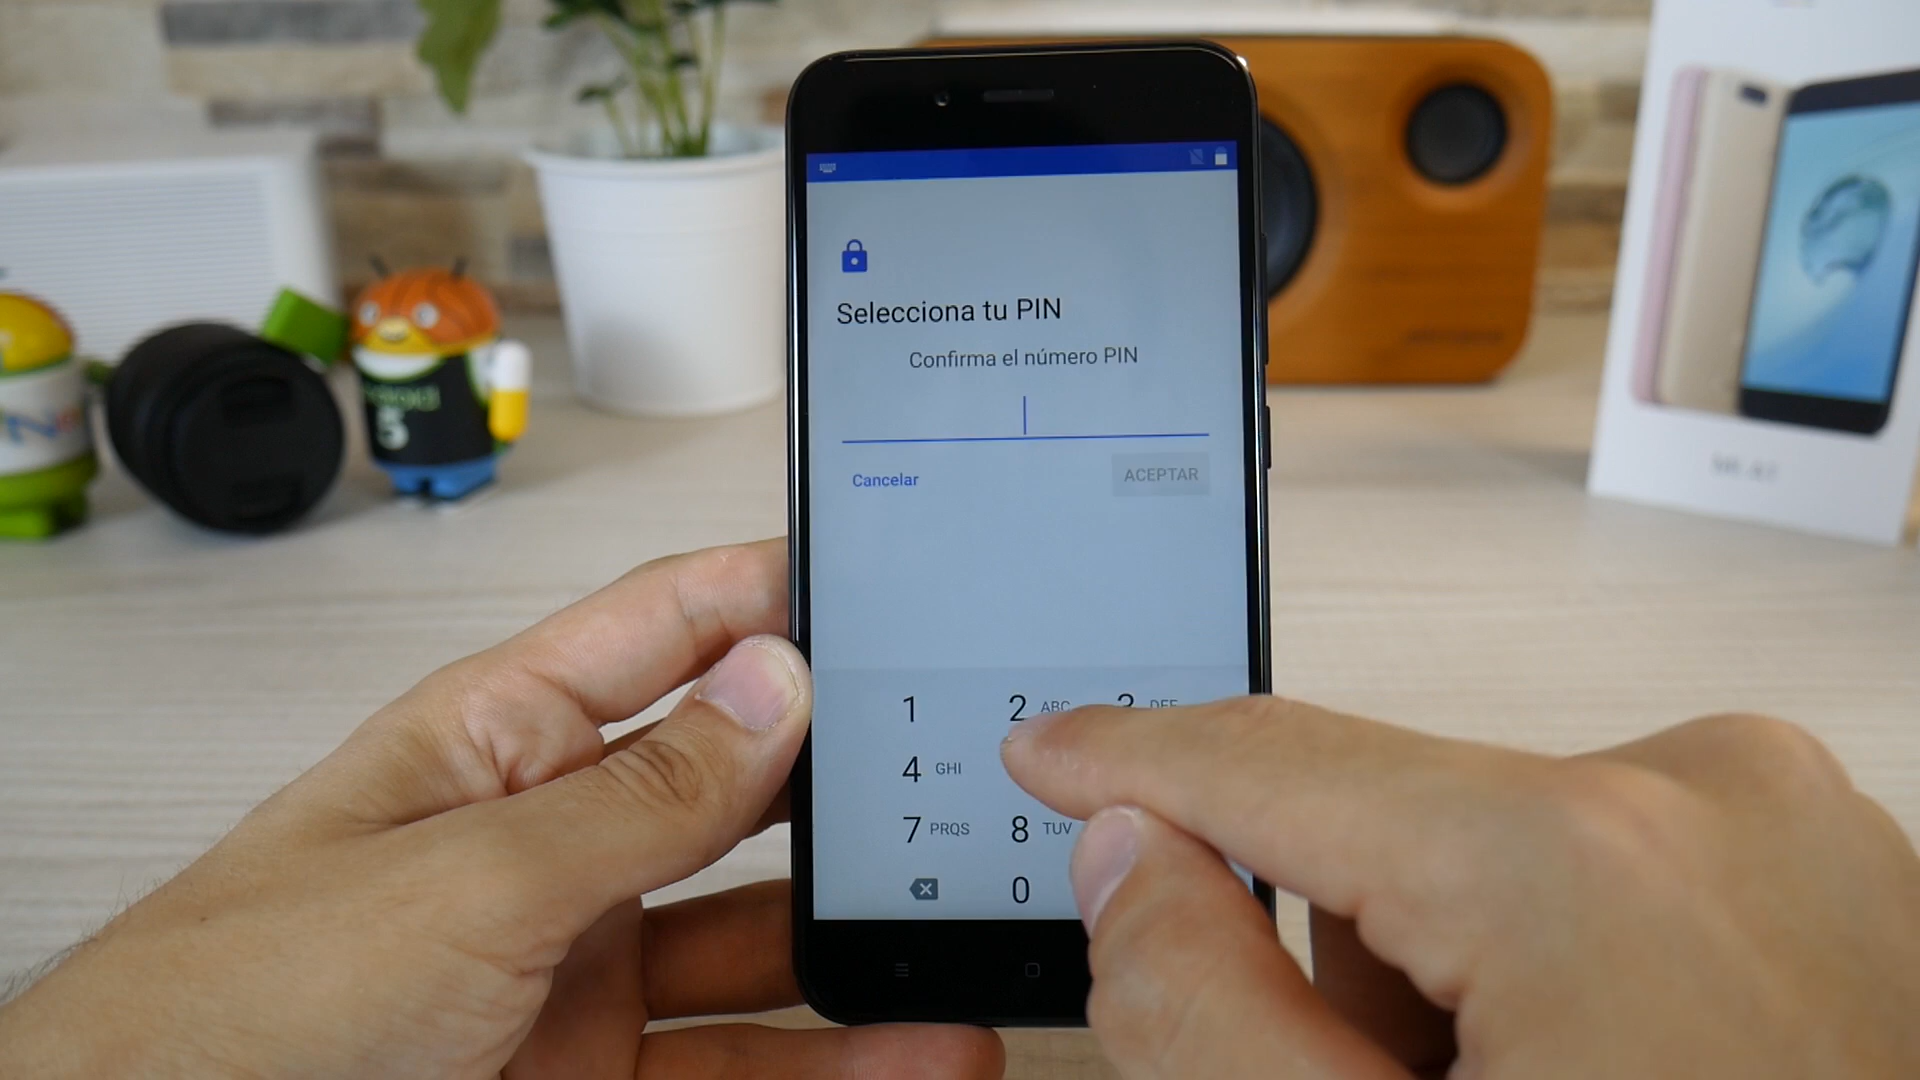 Selecciona tu PIN
Confirma el número PIN
Cancelar ACEPTAR
1 2 ABC
4 GHI
7 PRQS 8 TUV
0
5